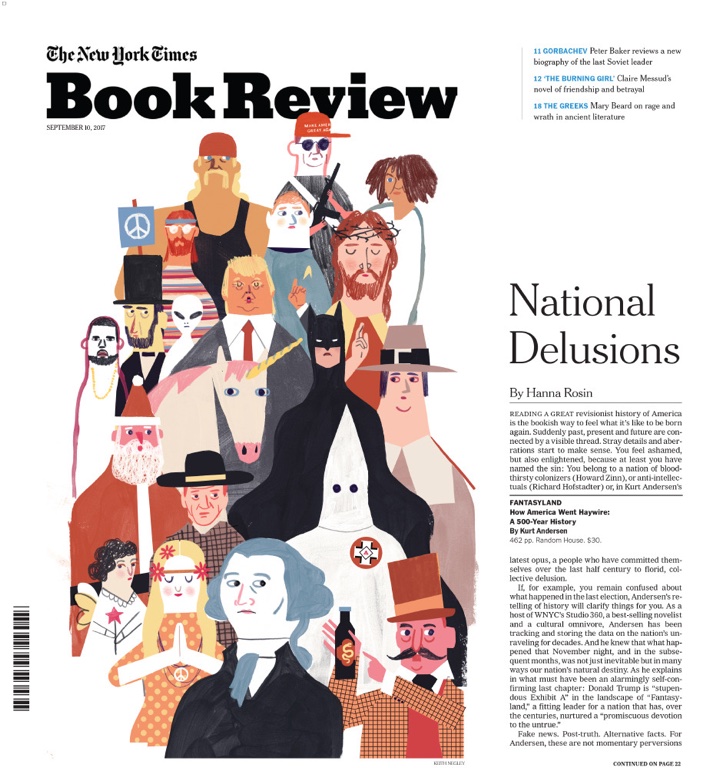 The New York Times
Book Review
SEPTEMBER 10, 2017
11 GORBACHEV Peter Baker reviews a new
biography of the last Soviet leader
12 ‘THE BURNING GIRL’ Claire Messud’s
novel of friendship and betrayal
18 THE GREEKS Mary Beard on rage and
wrath in ancient literature
MAKE AMERICA
GREAT AGAIN
National
Delusions
By Hanna Rosin
READING A GREAT revisionist history of America
is the bookish way to feel what it’s like to be born
again. Suddenly past, present and future are con-
nected by a visible thread. Stray details and aber-
rations start to make sense. You feel ashamed,
but also enlightened, because at least you have
named the sin: You belong to a nation of blood-
thirsty colonizers (Howard Zinn), or anti-intellec-
tuals (Richard Hofstadter) or, in Kurt Andersen’s
FANTASYLAND
How America Went Haywire:
A 500-Year History
By Kurt Andersen
462 pp. Random House. $30.
latest opus, a people who have committed them-
selves over the last half century to florid, col-
lective delusion.
If, for example, you remain confused about
what happened in the last election, Andersen’s re-
telling of history will clarify things for you. As a
host of WNYC’s Studio 360, a best-selling novelist
and a cultural omnivore, Andersen has been
tracking and storing the data on the nation’s un-
raveling for decades. And he knew that what hap-
pened that November night, and in the subse-
quent months, was not just inevitable but in many
ways our nation’s natural destiny. As he explains
in what must have been an alarmingly self-con-
firming last chapter: Donald Trump is “stupen-
dous Exhibit A” in the landscape of “Fantasy-
land,” a fitting leader for a nation that has, over
the centuries, nurtured a “promiscuous devotion
to the untrue.”
Fake news. Post-truth. Alternative facts. For
Andersen, these are not momentary perversions
KEITH NEGLEY
CONTINUED ON PAGE 22